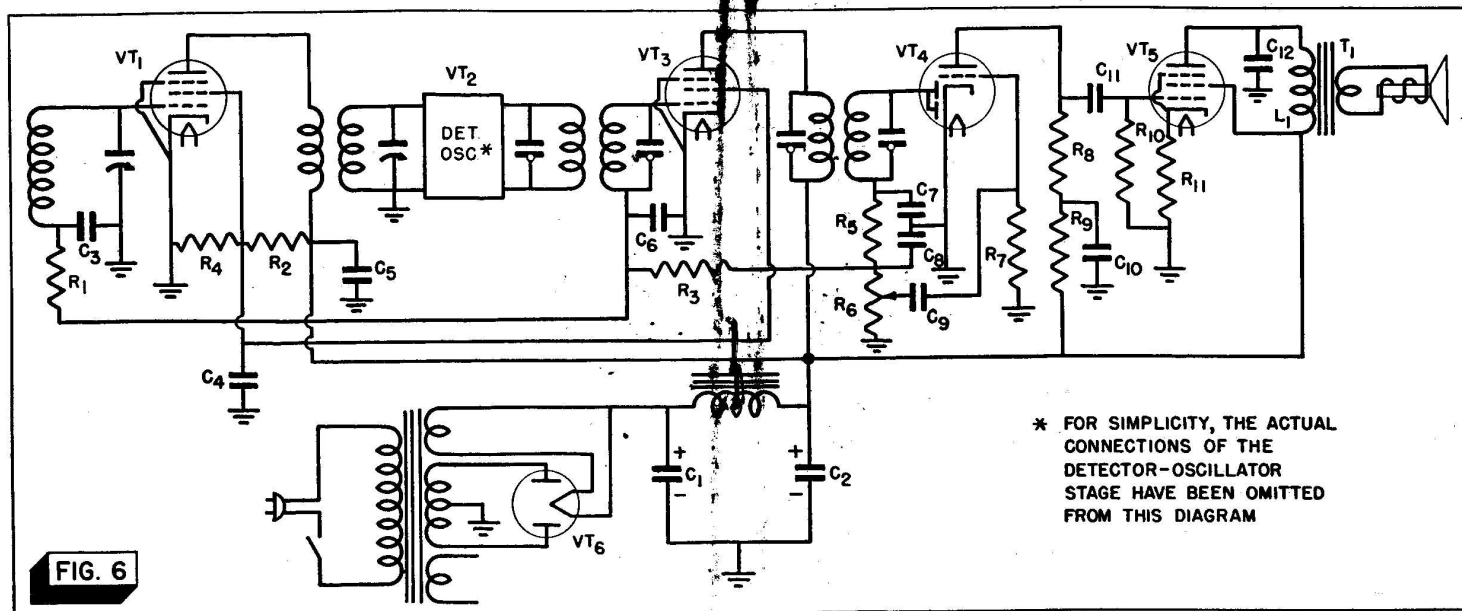 VT1
VT2
DET.
OSC*
VT3
VT4
VT5
C12
T1
L1
C11
R10
R11
R8
R9
C10
C3
R1
R4
R2
C5
C6
R3
R5
C7
C8
R6
C9
R7
C4
C1
+
-
C2
+
-
VT6
* FOR SIMPLICITY, THE ACTUAL
CONNECTIONS OF THE
DETECTOR-OSCILLATOR
STAGE HAVE BEEN OMITTED
FROM THIS DIAGRAM
FIG. 6